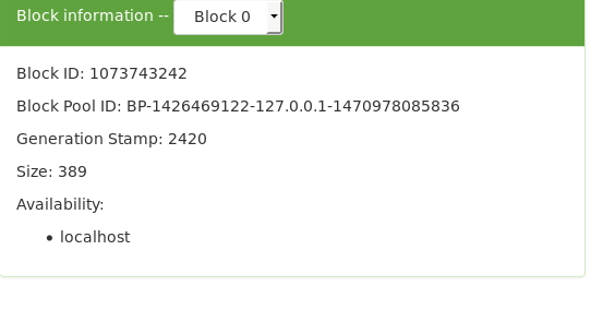 Block information -- Block 0
Block ID: 1073743242
Block Pool ID: BP-1426469122-127.0.0.1-1470978085836
Generation Stamp: 2420
Size: 389
Availability:
• localhost